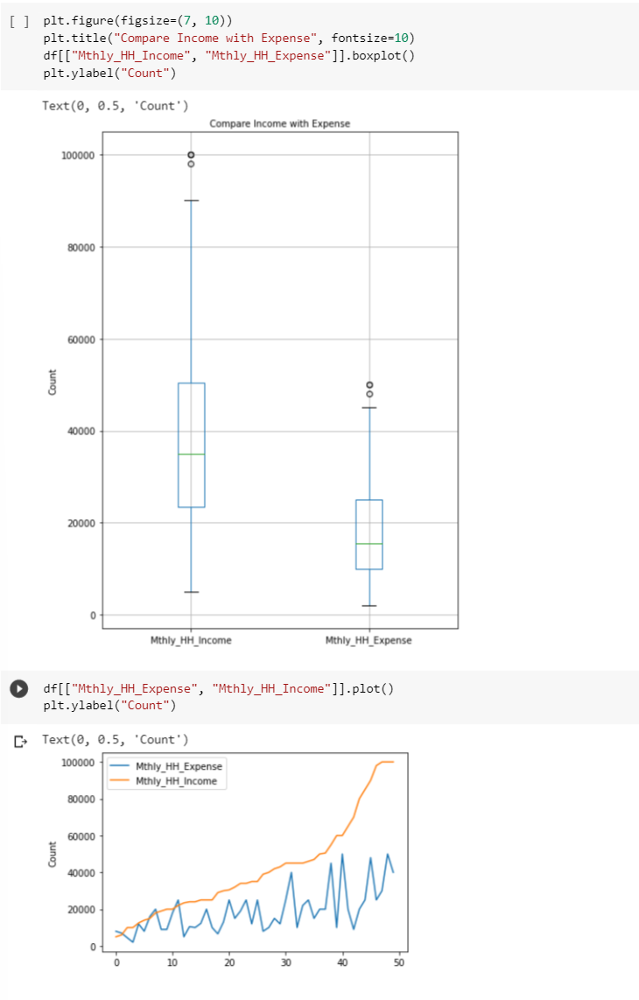 [ ] plt.figure(figsize=(7, 10))
plt.title("Compare Income with Expense", fontsize=10)
df[["Mthly_HH_Income", "Mthly_HH_Expense"]].boxplot()
plt.ylabel("Count")
Text(0, 0.5, 'Count')
Compare Income with Expense
100000
80000
60000
Count
40000
20000
0
Mthly_HH_Income Mthly_HH_Expense
df[["Mthly_HH_Expense", "Mthly_HH_Income"]].plot()
plt.ylabel("Count")
Text(0, 0.5, 'Count')
100000
Mthly_HH_Expense
Mthly_HH_Income
80000
60000
Count
40000
20000
0
0 10 20 30 40 50